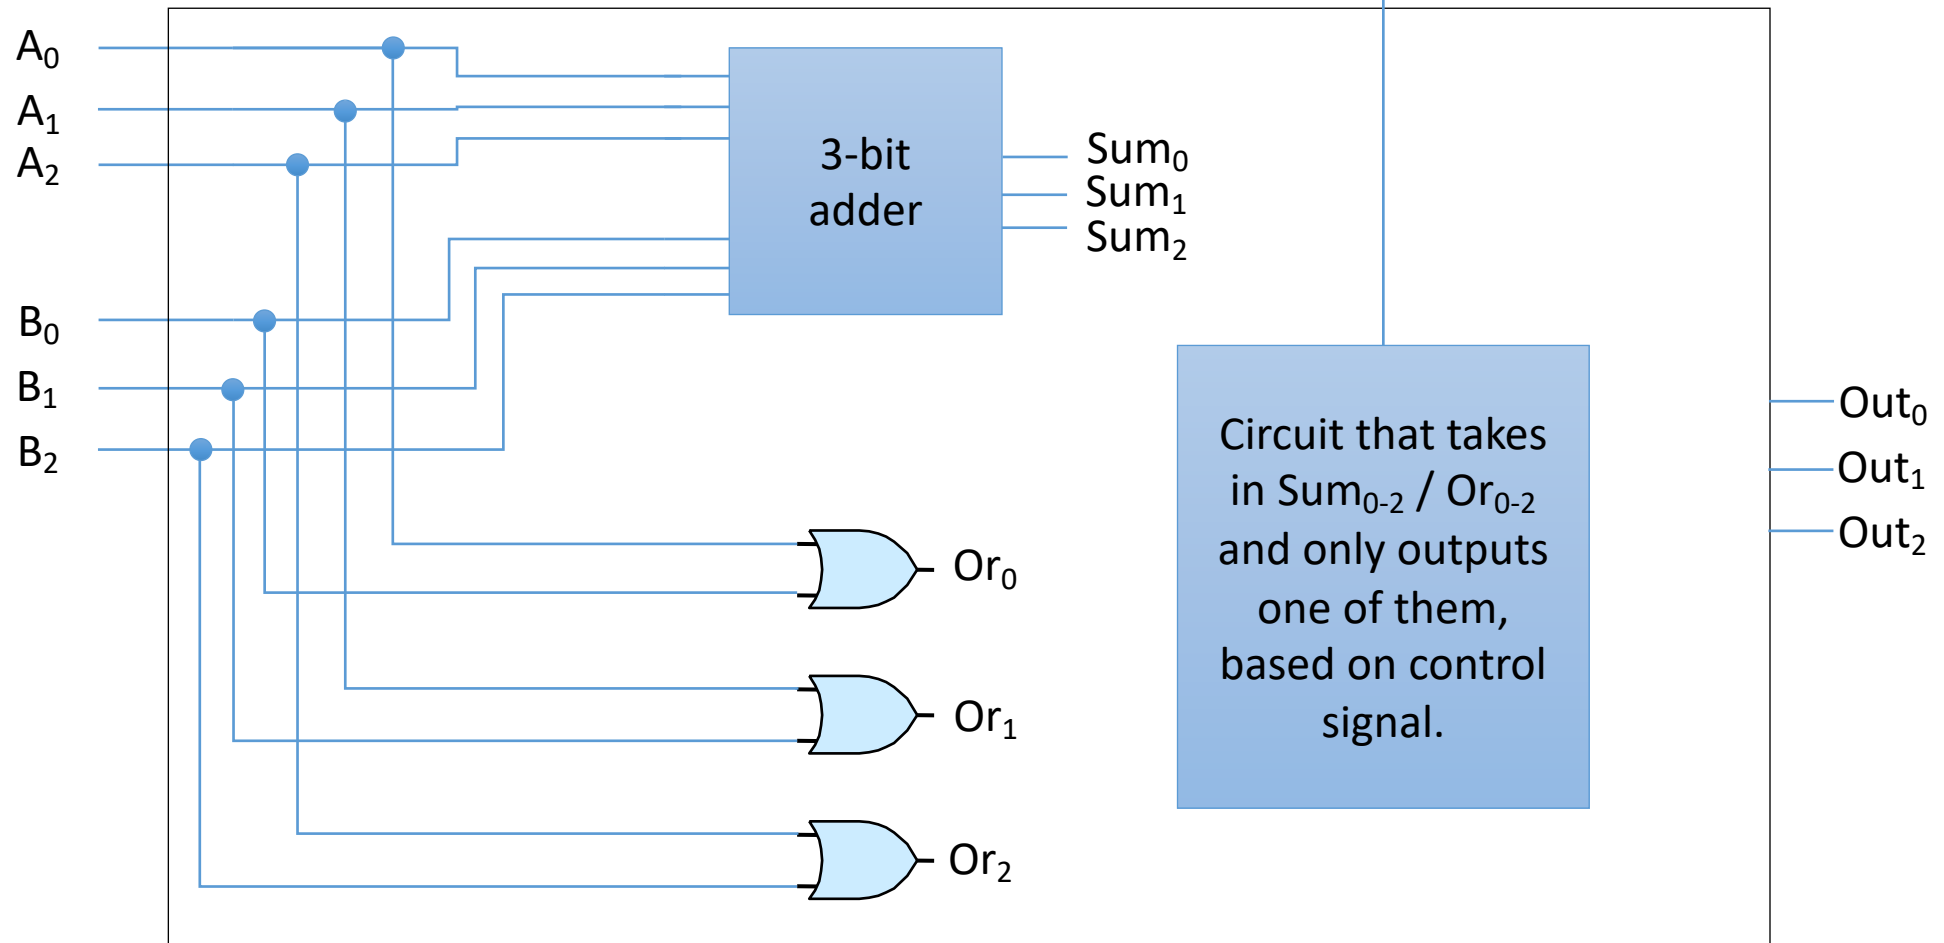 A₀
A₁
A₂
B₀
B₁
B₂
3-bit
adder
Sum₀
Sum₁
Sum₂
Or₀
Or₁
Or₂
Circuit that takes
in Sum₀₋₂ / Or₀₋₂
and only outputs
one of them,
based on control
signal.
Out₀
Out₁
Out₂